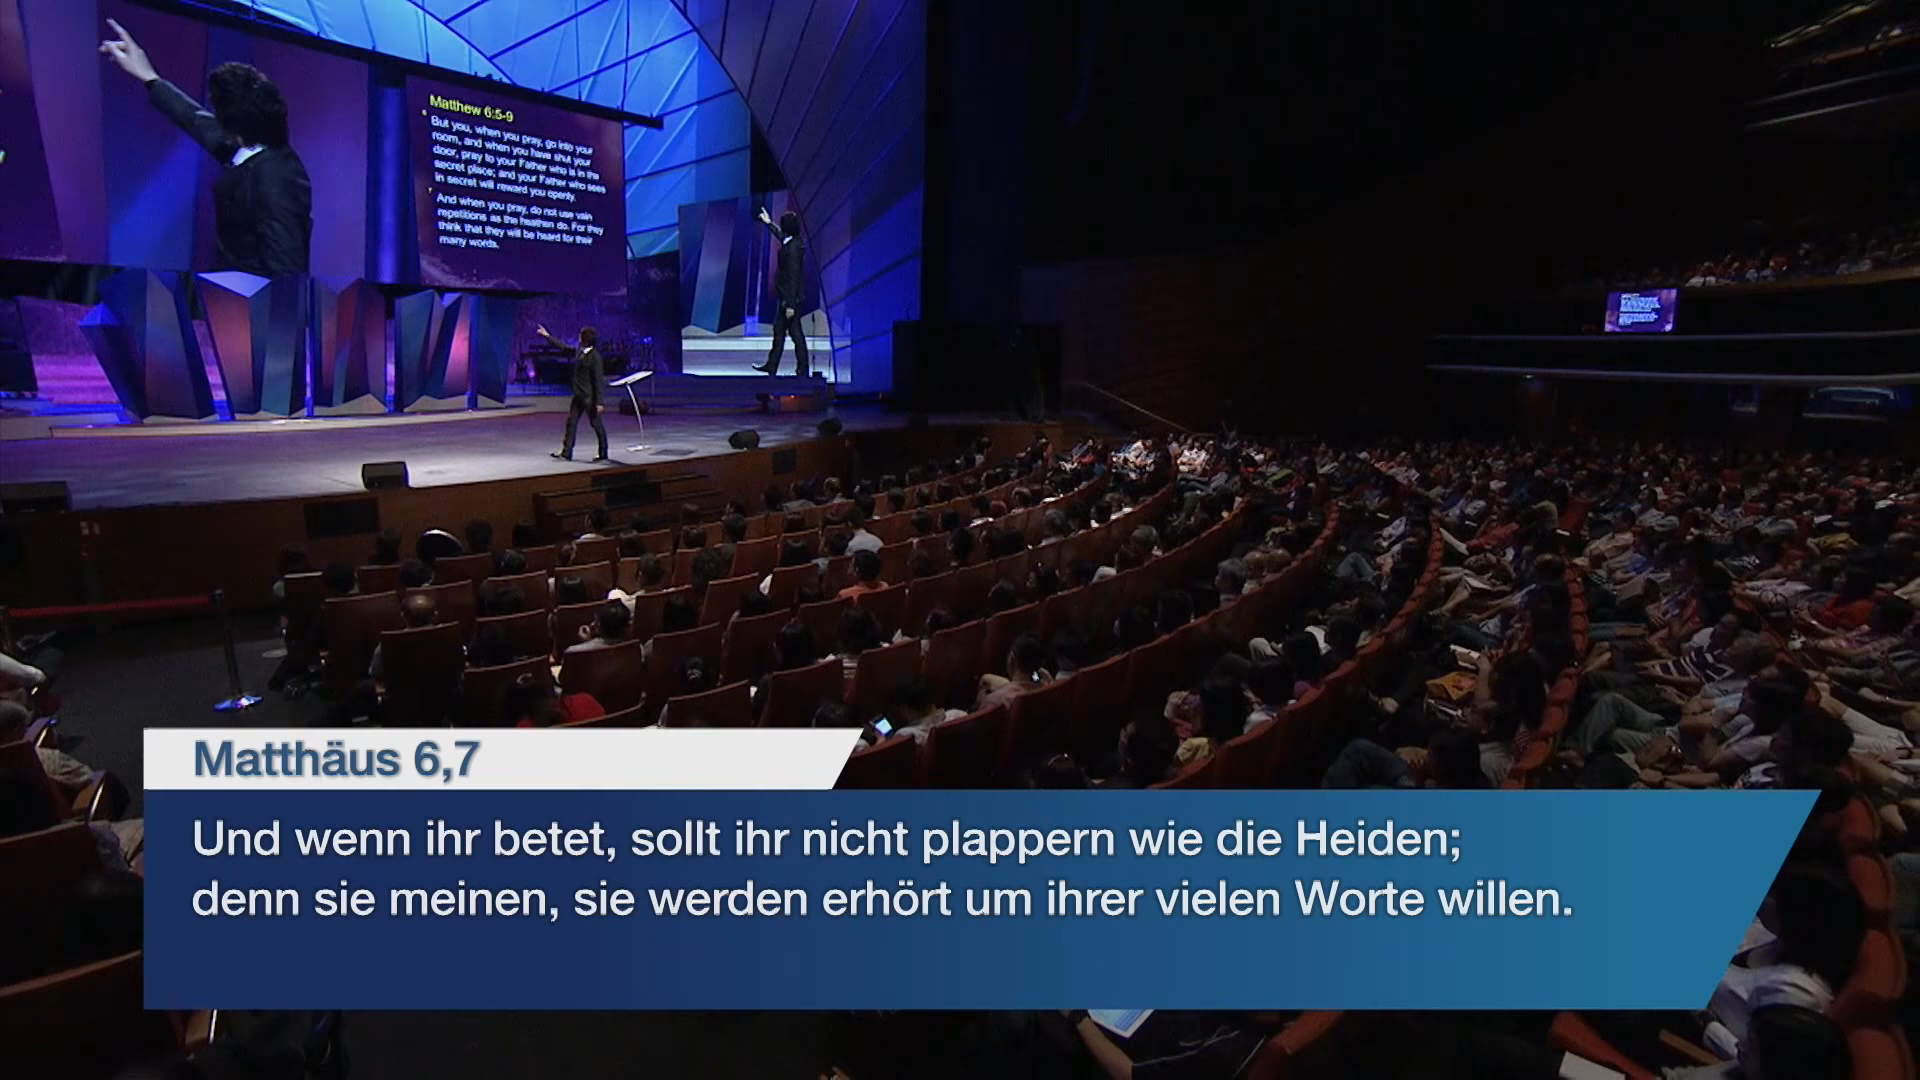 Matthew 6:5-9
But you, when you pray, go into your
room, and when you have shut your
door, pray to your Father who is in the
secret place; and your Father who sees
in secret will reward you openly.
And when you pray, do not use vain
repetitions as the heathen do. For they
think that they will be heard for their
many words.
Matthäus 6,7
Und wenn ihr betet, sollt ihr nicht plappern wie die Heiden;
denn sie meinen, sie werden erhört um ihrer vielen Worte willen.